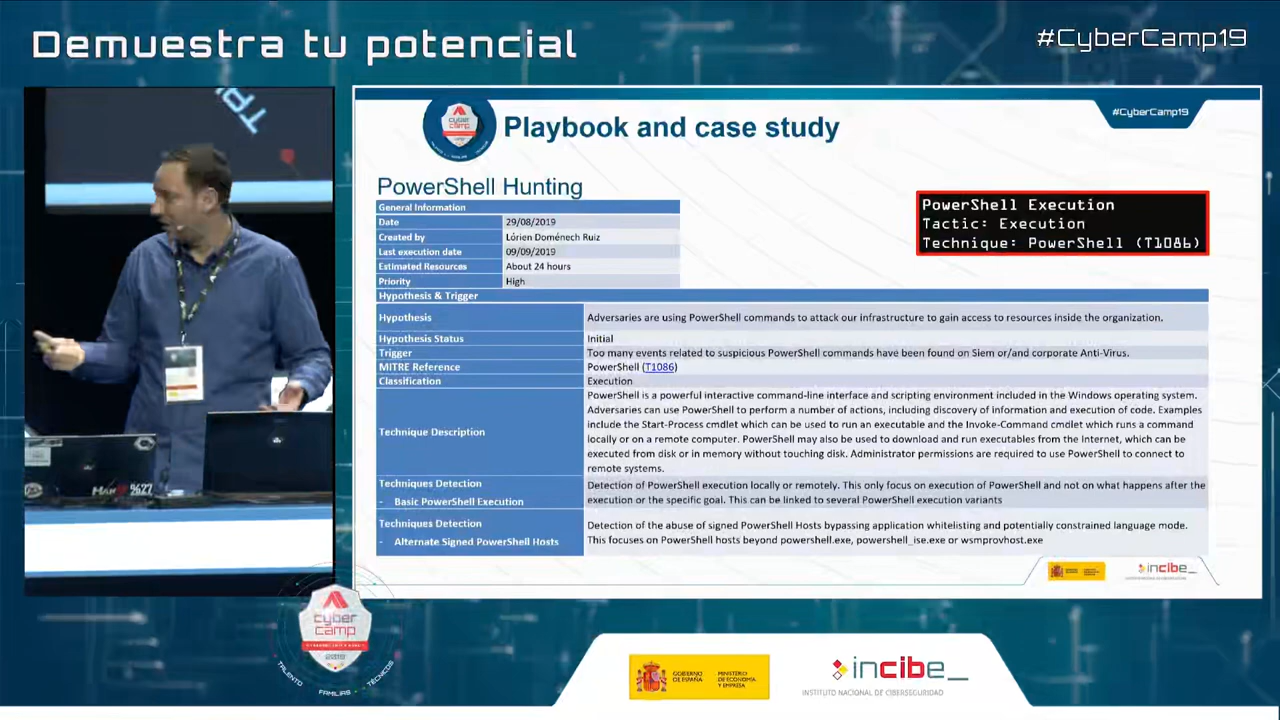 Demuestra tu potencial
#CyberCamp19
#CyberCamp19
cyber
camp
Playbook and case study
PowerShell Hunting
General Information
Date 29/08/2019
Created by Lórien Doménech Ruiz
Last execution date 09/09/2019
Estimated Resources About 24 hours
Priority High
PowerShell Execution
Tactic: Execution
Technique: PowerShell (T1086)
Hypothesis & Trigger
Hypothesis Adversaries are using PowerShell commands to attack our infrastructure to gain access to resources inside the organization.
Hypothesis Status Initial
Trigger Too many events related to suspicious PowerShell commands have been found on Siem or/and corporate Anti-Virus.
MITRE Reference PowerShell (T1086)
Classification Execution
Technique Description
PowerShell is a powerful interactive command-line interface and scripting environment included in the Windows operating system.
Adversaries can use PowerShell to perform a number of actions, including discovery of information and execution of code. Examples
include the Start-Process cmdlet which can be used to run an executable and the Invoke-Command cmdlet which runs a command
locally or on a remote computer. PowerShell may also be used to download and run executables from the Internet, which can be
executed from disk or in memory without touching disk. Administrator permissions are required to use PowerShell to connect to
remote systems.
Techniques Detection
- Basic PowerShell Execution
Detection of PowerShell execution locally or remotely. This only focus on execution of PowerShell and not on what happens after the
execution or the specific goal. This can be linked to several PowerShell execution variants
Techniques Detection
- Alternate Signed PowerShell Hosts
Detection of the abuse of signed PowerShell Hosts bypassing application whitelisting and potentially constrained language mode.
This focuses on PowerShell hosts beyond powershell.exe, powershell_ise.exe or wsmprovhost.exe
incibe_
cyber
camp
TALENTO
FAMILIAS
TÉCNICOS
GOBIERNO
DE ESPAÑA
MINISTERIO
DE ECONOMÍA
Y EMPRESA
incibe_
INSTITUTO NACIONAL DE CIBERSEGURIDAD